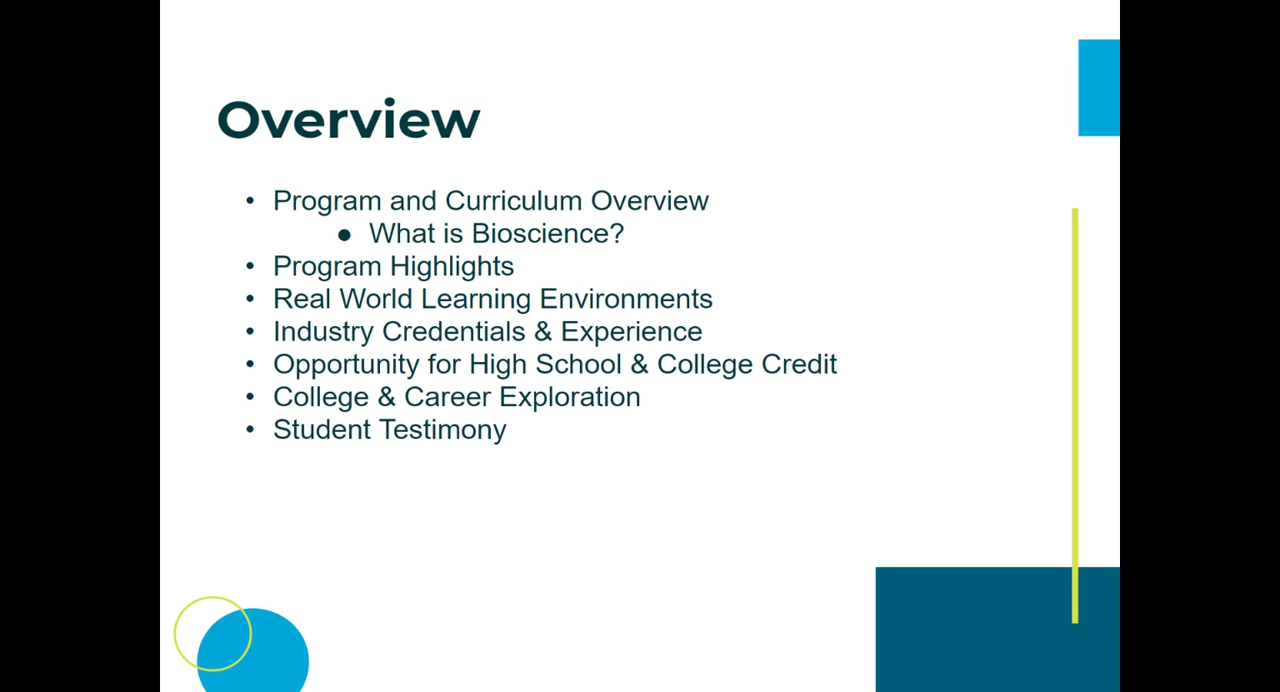 Overview
• Program and Curriculum Overview
● What is Bioscience?
• Program Highlights
• Real World Learning Environments
• Industry Credentials & Experience
• Opportunity for High School & College Credit
• College & Career Exploration
• Student Testimony